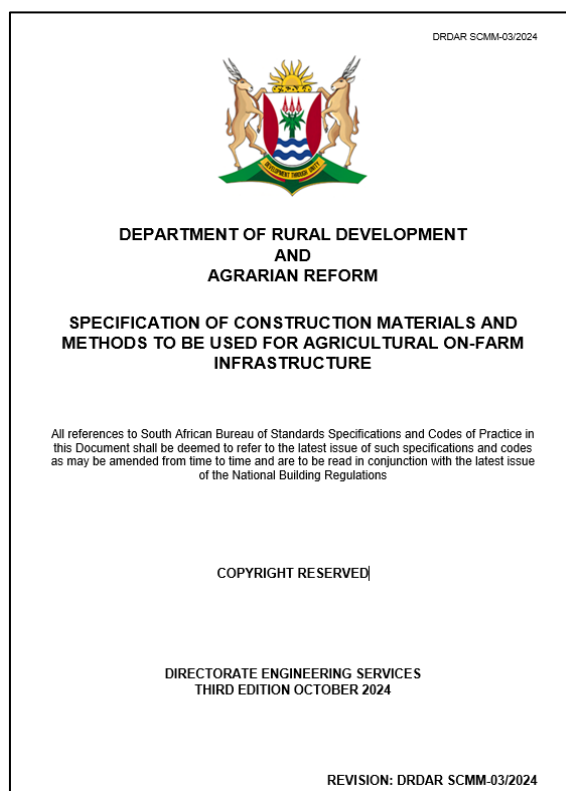 DRDAR SCMM-03/2024
DEVELOPMENT THROUGH UNITY
DEPARTMENT OF RURAL DEVELOPMENT
AND
AGRARIAN REFORM
SPECIFICATION OF CONSTRUCTION MATERIALS AND
METHODS TO BE USED FOR AGRICULTURAL ON-FARM
INFRASTRUCTURE
All references to South African Bureau of Standards Specifications and Codes of Practice in
this Document shall be deemed to refer to the latest issue of such specifications and codes
as may be amended from time to time and are to be read in conjunction with the latest issue
of the National Building Regulations
COPYRIGHT RESERVED
DIRECTORATE ENGINEERING SERVICES
THIRD EDITION OCTOBER 2024
REVISION: DRDAR SCMM-03/2024